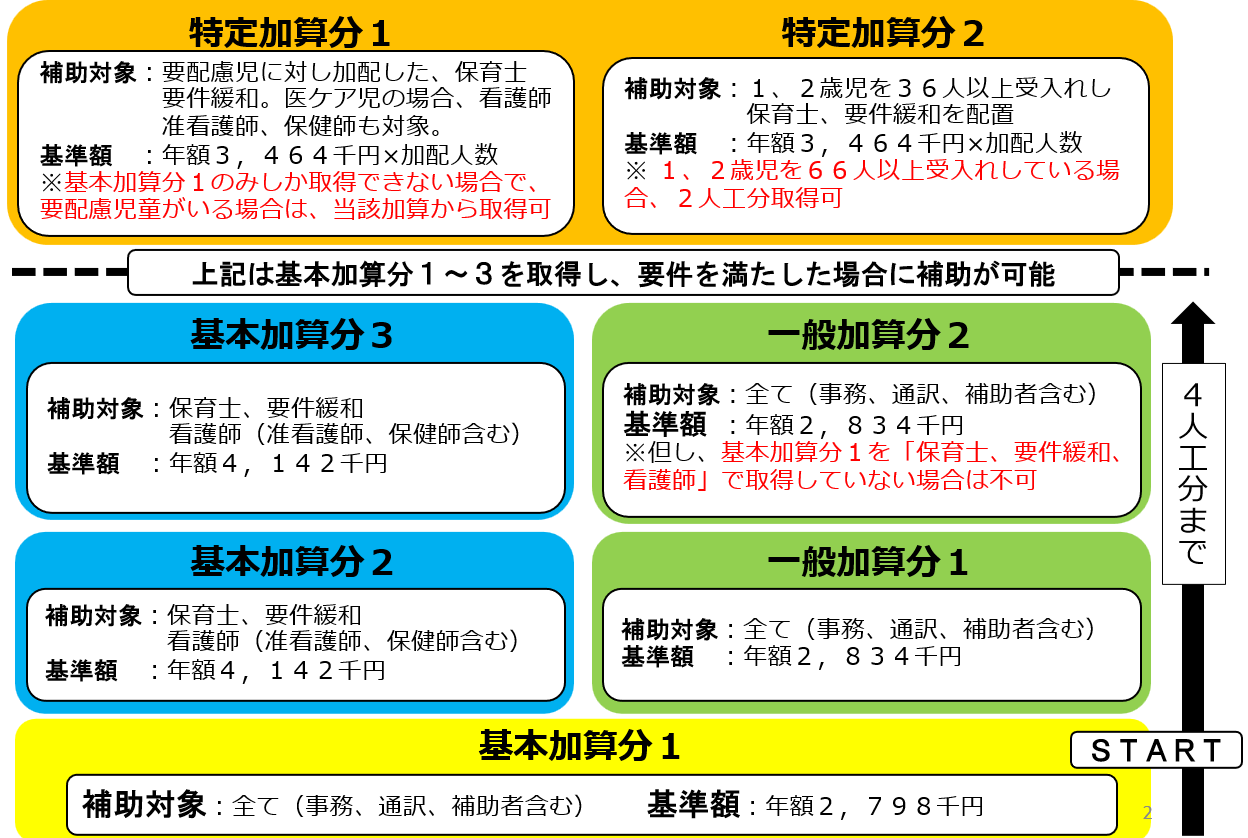 特定加算分１
補助対象：要配慮児に対し加配した、保育士
要件緩和。医ケア児の場合、看護師
准看護師、保健師も対象。
基準額　：年額３，４６４千円×加配人数
※基本加算分１のみしか取得できない場合で、
要配慮児童がいる場合は、当該加算から取得可
特定加算分２
補助対象：１、２歳児を３６人以上受入れし
保育士、要件緩和を配置
基準額　：年額３，４６４千円×加配人数
※ １、２歳児を６６人以上受入れしている場
合、２人工分取得可
上記は基本加算分１～３を取得し、要件を満たした場合に補助が可能
基本加算分３
補助対象：保育士、要件緩和
看護師（准看護師、保健師含む）
基準額　：年額４，１４２千円
一般加算分２
補助対象：全て（事務、通訳、補助者含む）
基準額　：年額２，８３４千円
※但し、基本加算分１を「保育士、要件緩和、
看護師」で取得していない場合は不可
４人工分まで
基本加算分２
補助対象：保育士、要件緩和
看護師（准看護師、保健師含む）
基準額　：年額４，１４２千円
一般加算分１
補助対象：全て（事務、通訳、補助者含む）
基準額　：年額２，８３４千円
基本加算分１
ＳＴＡＲＴ
補助対象：全て（事務、通訳、補助者含む）　基準額：年額２，７９８千円
2